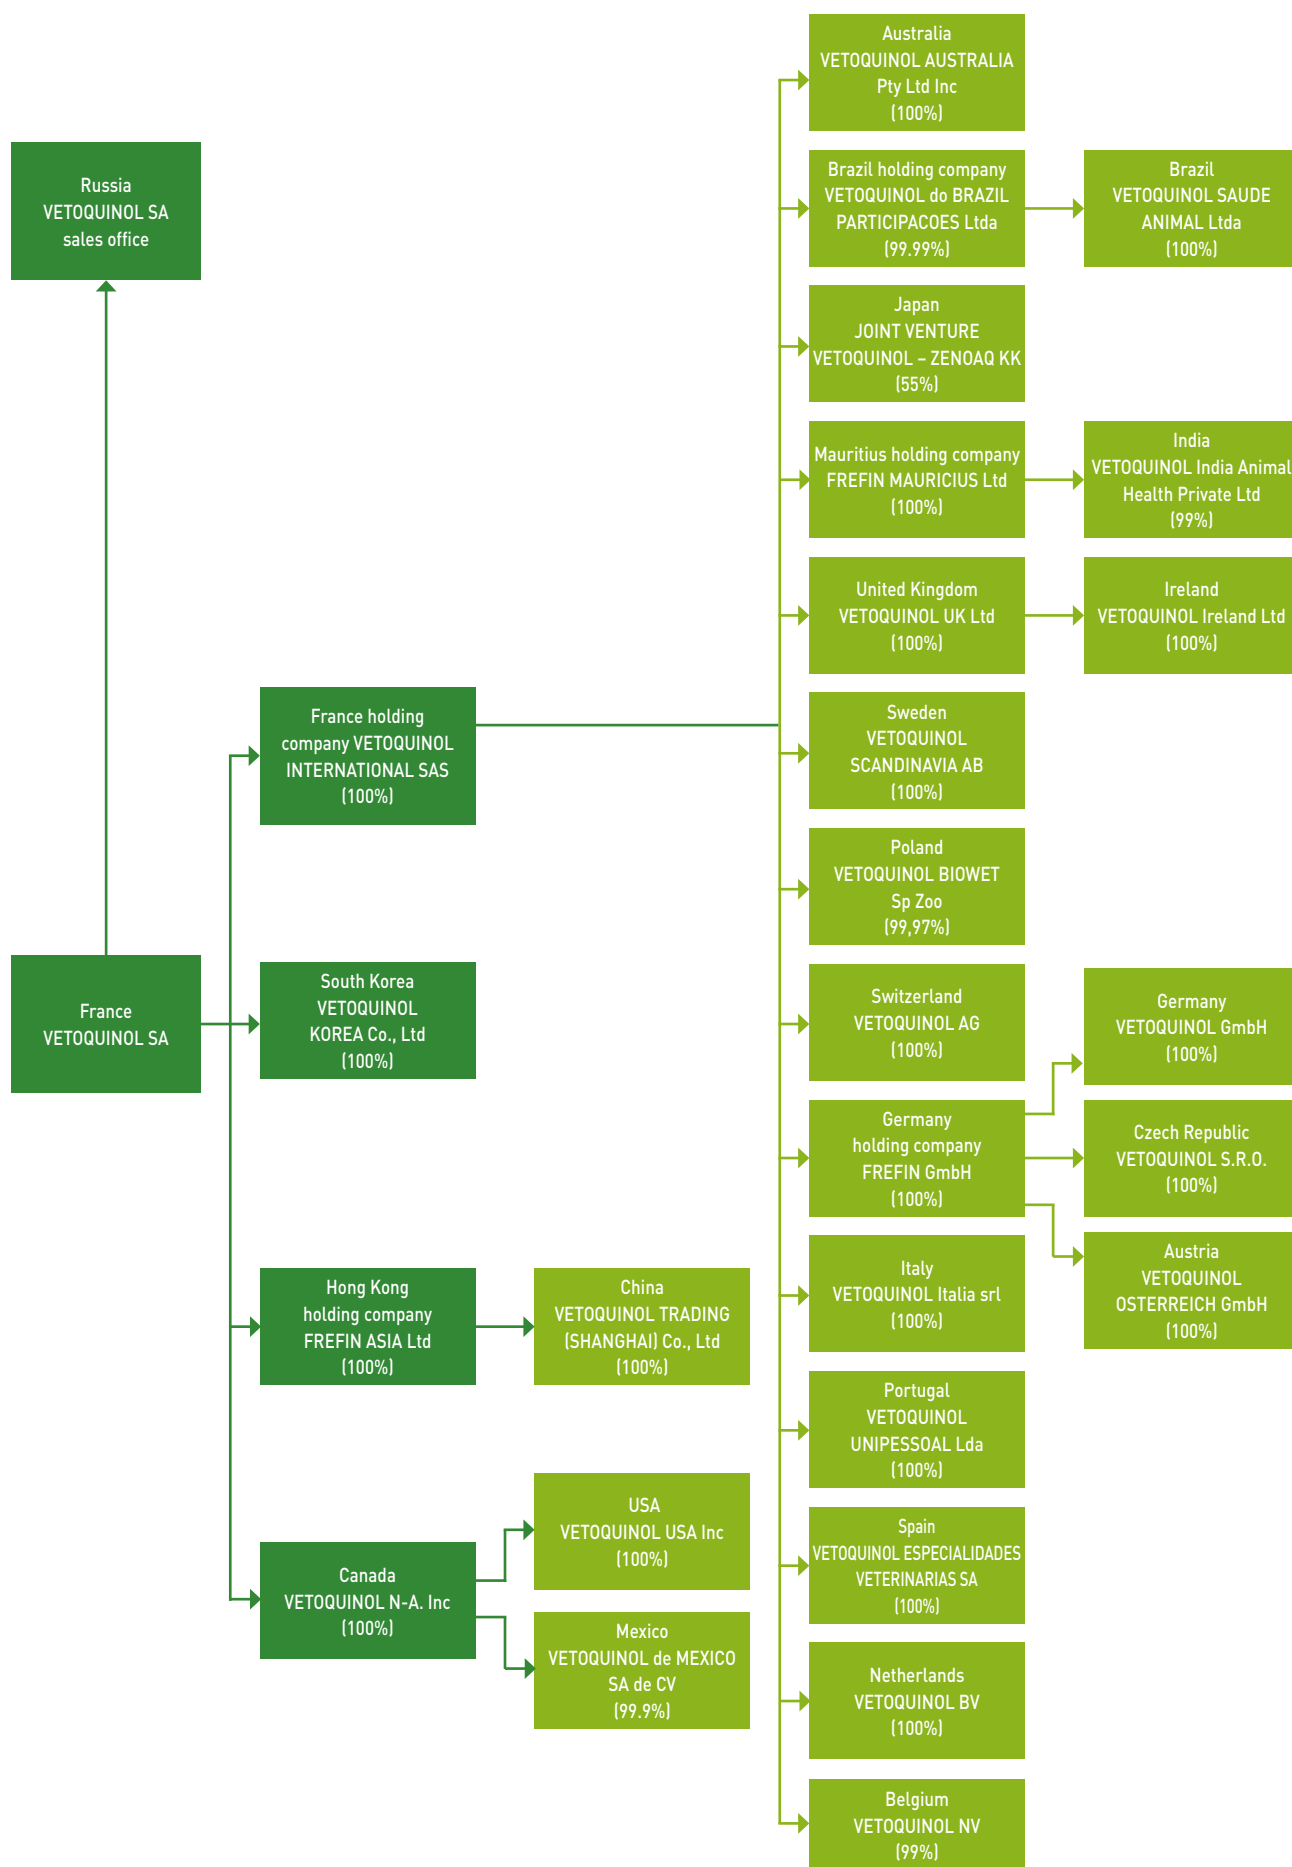 Russia
VETOQUINOL SA
sales office
France
VETOQUINOL SA
France holding
company VETOQUINOL
INTERNATIONAL SAS
(100%)
South Korea
VETOQUINOL
KOREA Co., Ltd
(100%)
Hong Kong
holding company
FREFIN ASIA Ltd
(100%)
Canada
VETOQUINOL N-A. Inc
(100%)
China
VETOQUINOL TRADING
(SHANGHAI) Co., Ltd
(100%)
USA
VETOQUINOL USA Inc
(100%)
Mexico
VETOQUINOL de MEXICO
SA de CV
(99.9%)
Australia
VETOQUINOL AUSTRALIA
Pty Ltd Inc
(100%)
Brazil holding company
VETOQUINOL do BRAZIL
PARTICIPACOES Ltda
(99.99%)
Brazil
VETOQUINOL SAUDE
ANIMAL Ltda
(100%)
Japan
JOINT VENTURE
VETOQUINOL – ZENOAQ KK
(55%)
Mauritius holding company
FREFIN MAURICIUS Ltd
(100%)
India
VETOQUINOL India Animal
Health Private Ltd
(99%)
United Kingdom
VETOQUINOL UK Ltd
(100%)
Ireland
VETOQUINOL Ireland Ltd
(100%)
Sweden
VETOQUINOL
SCANDINAVIA AB
(100%)
Poland
VETOQUINOL BIOWET
Sp Zoo
(99,97%)
Switzerland
VETOQUINOL AG
(100%)
Germany
holding company
FREFIN GmbH
(100%)
Germany
VETOQUINOL GmbH
(100%)
Czech Republic
VETOQUINOL S.R.O.
(100%)
Austria
VETOQUINOL
OSTERREICH GmbH
(100%)
Italy
VETOQUINOL Italia srl
(100%)
Portugal
VETOQUINOL
UNIPESSOAL Lda
(100%)
Spain
VETOQUINOL ESPECIALIDADES
VETERINARIAS SA
(100%)
Netherlands
VETOQUINOL BV
(100%)
Belgium
VETOQUINOL NV
(99%)